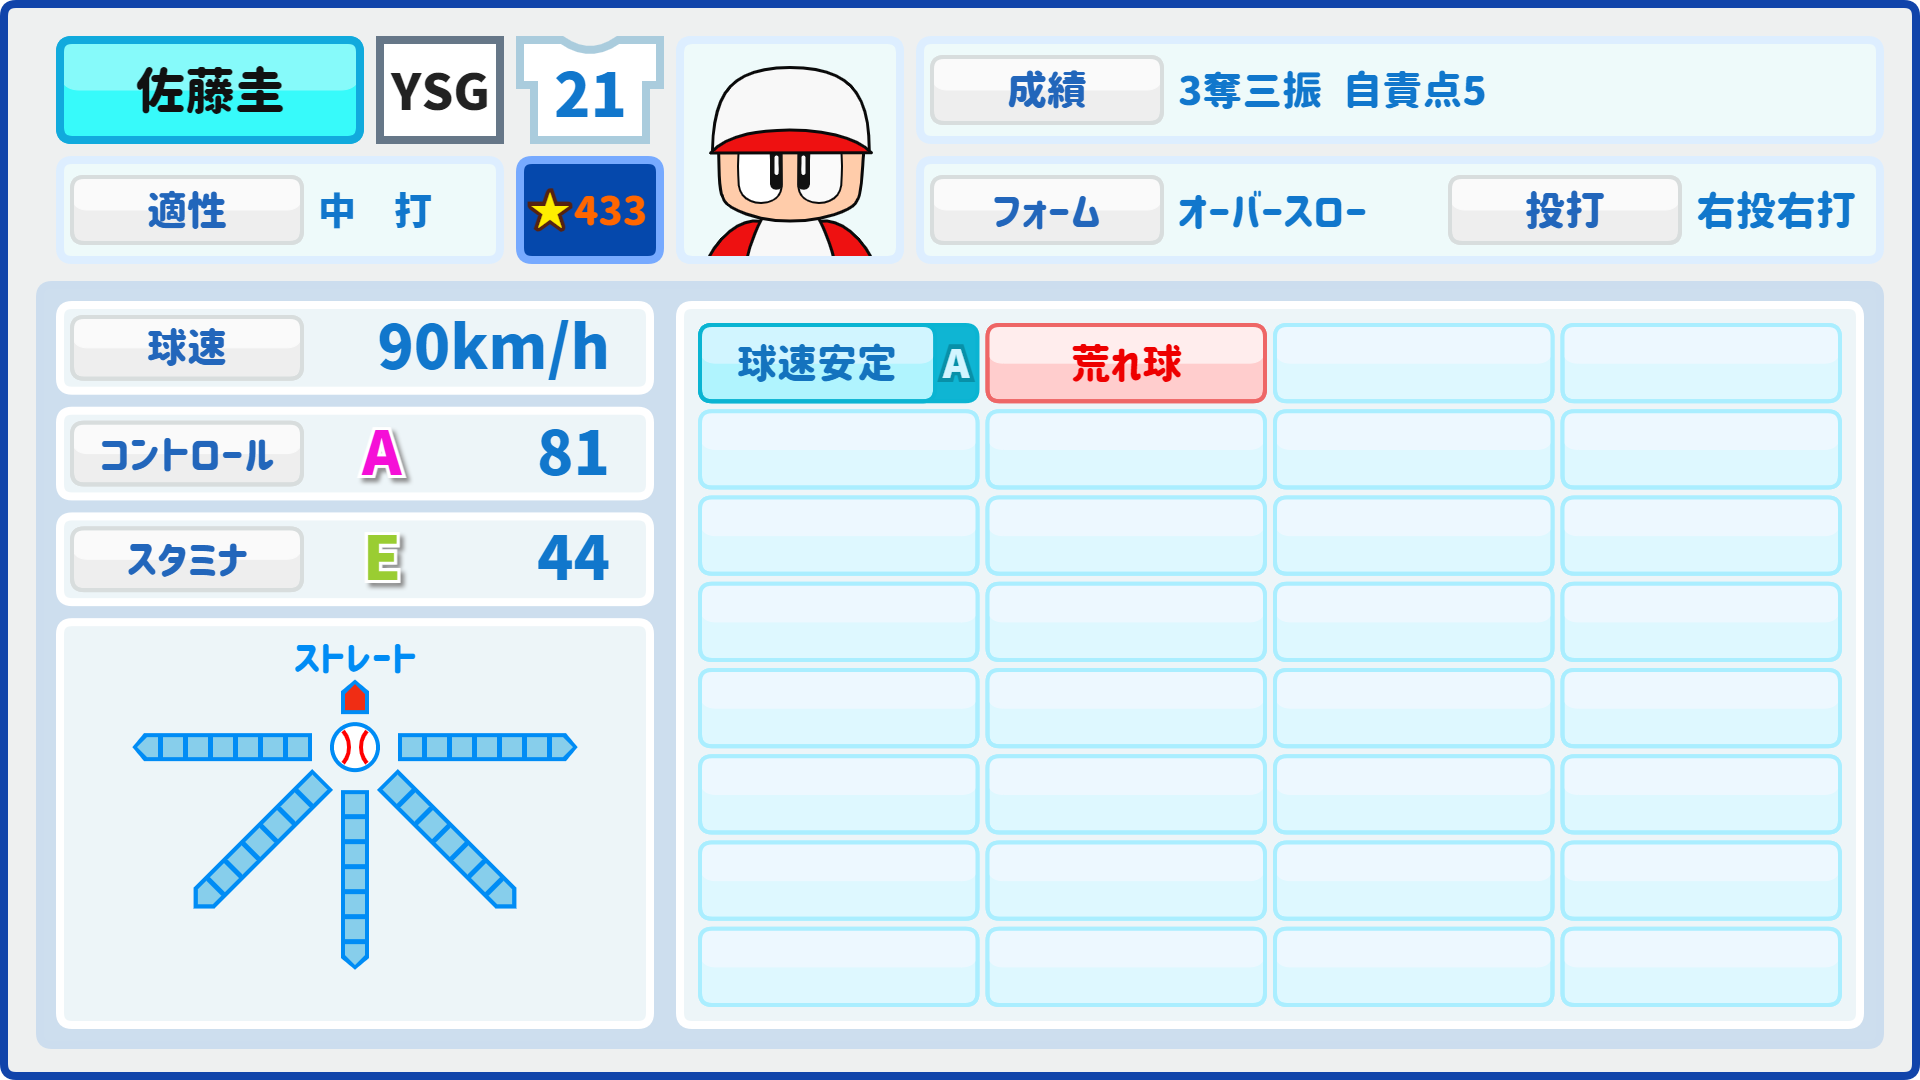 佐藤圭
YSG
21
成績 3奪三振 自責点5
適性 中 打
★433
フォーム オーバースロー 投打 右投右打
球速 90km/h
コントロール A 81
スタミナ E 44
ストレート
球速安定 A
荒れ球